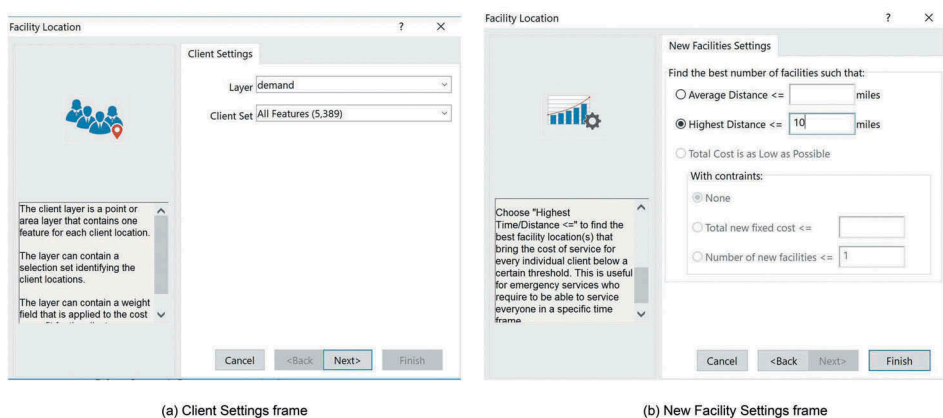 Facility Location
? ×
Client Settings
Layer demand
Client Set All Features (5,389)
The client layer is a point or
area layer that contains one
feature for each client location.
The layer can contain a
selection set identifying the
client locations.
The layer can contain a weight
field that is applied to the cost
Cancel <Back Next> Finish
(a) Client Settings frame
Facility Location
? ×
New Facilities Settings
Find the best number of facilities such that:
Average Distance <= miles
Highest Distance <= 10 miles
Total Cost is as Low as Possible
With contraints:
None
Total new fixed cost <=
Number of new facilities <= 1
Choose "Highest
Time/Distance <=" to find the
best facility location(s) that
bring the cost of service for
every individual client below a
certain threshold. This is useful
for emergency services who
require to be able to service
everyone in a specific time
frame
Cancel <Back Next> Finish
(b) New Facility Settings frame